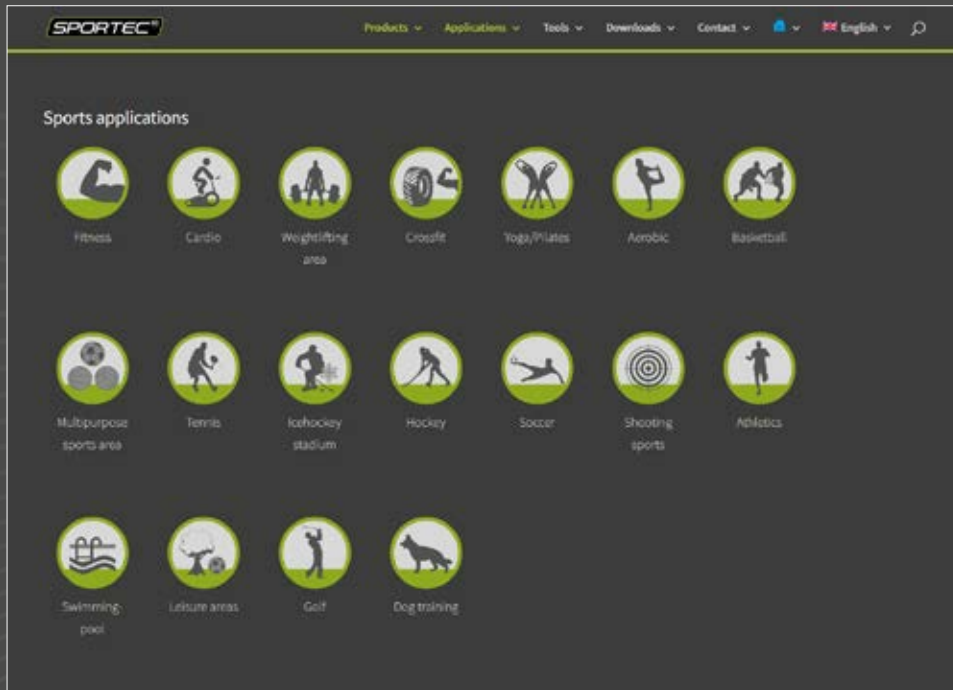 SPORTEC®
Products Applications Tools Downloads Contact English
Sports applications
Fitness Cardio Weightlifting Crossfit Yoga/Pilates Aerobic Basketball
area
Multipurpose Tennis Icehockey Hockey Soccer Shooting Athletics
sports area stadium sports
Swimming- Leisure areas Golf Dog training
pool